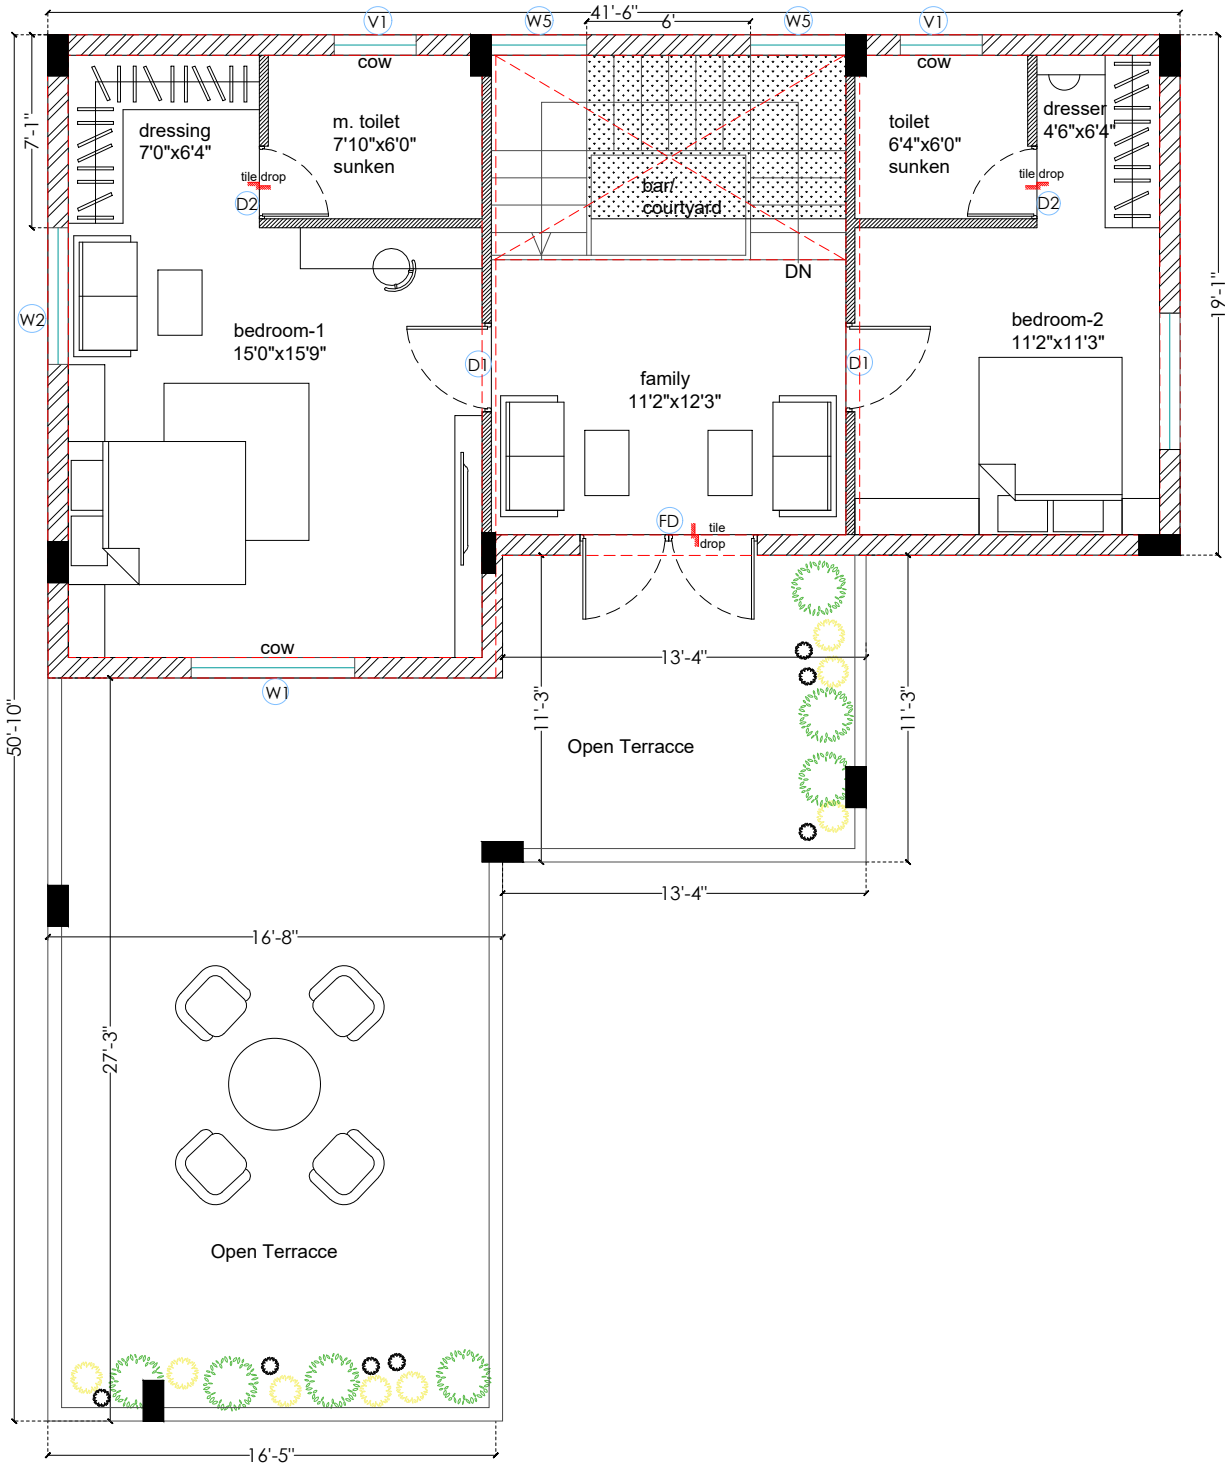 41'-6"
V1
W5
6'
W5
V1
cow
cow
7'-1"
dressing
7'0"x6'4"
m. toilet
7'10"x6'0"
sunken
toilet
6'4"x6'0"
sunken
dresser
4'6"x6'4"
tile drop
D2
bar/
courtyard
tile drop
D2
DN
W2
bedroom-1
15'0"x15'9"
D1
family
11'2"x12'3"
D1
bedroom-2
11'2"x11'3"
19'-1"
FD
tile
drop
cow
W1
13'-4"
50'-10"
11'-3"
11'-3"
Open Terracce
13'-4"
16'-8"
27'-3"
Open Terracce
16'-5"